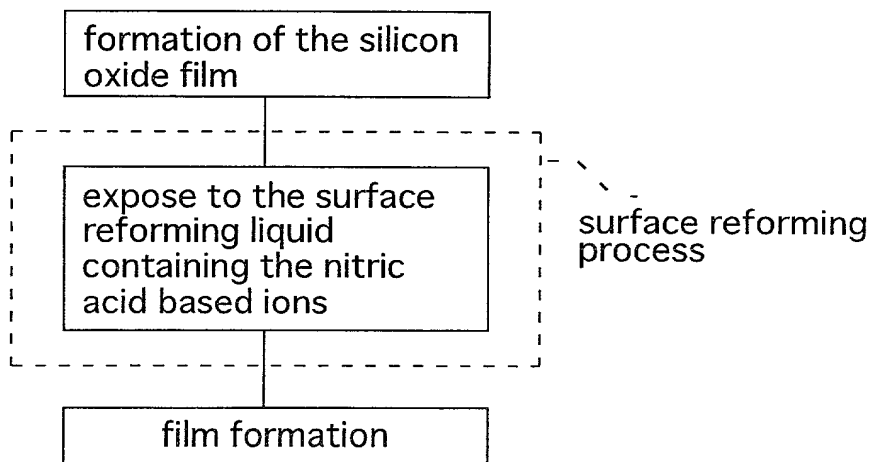 formation of the silicon
oxide film
expose to the surface
reforming liquid
containing the nitric
acid based ions
surface reforming
process
film formation